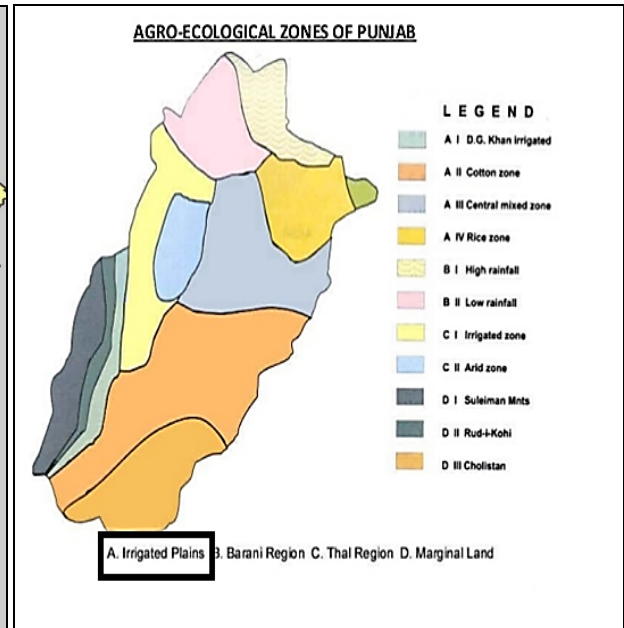 AGRO-ECOLOGICAL ZONES OF PUNJAB
LEGEND
A I D.G. Khan irrigated
A II Cotton zone
A III Central mixed zone
A IV Rice zone
B I High rainfall
B II Low rainfall
C I Irrigated zone
C II Arid zone
D I Suleiman Mnts
D II Rud-i-Kohi
D III Cholistan
A. Irrigated Plains B. Barani Region C. Thal Region D. Marginal Land